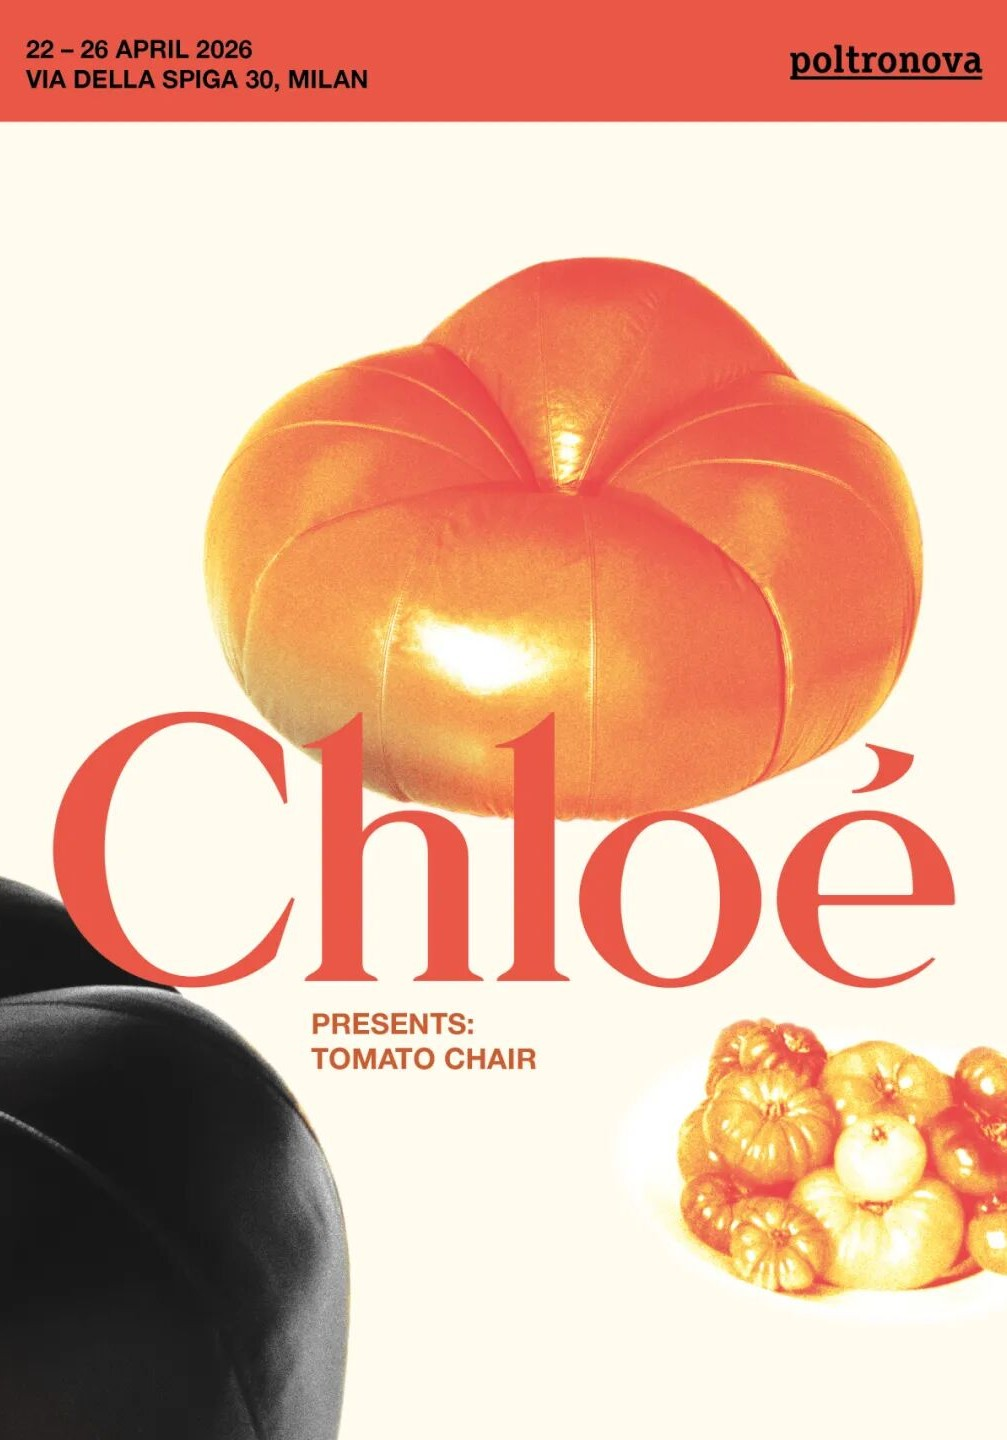 22 – 26 APRIL 2026
VIA DELLA SPIGA 30, MILAN
poltronova
Chloé
PRESENTS:
TOMATO CHAIR